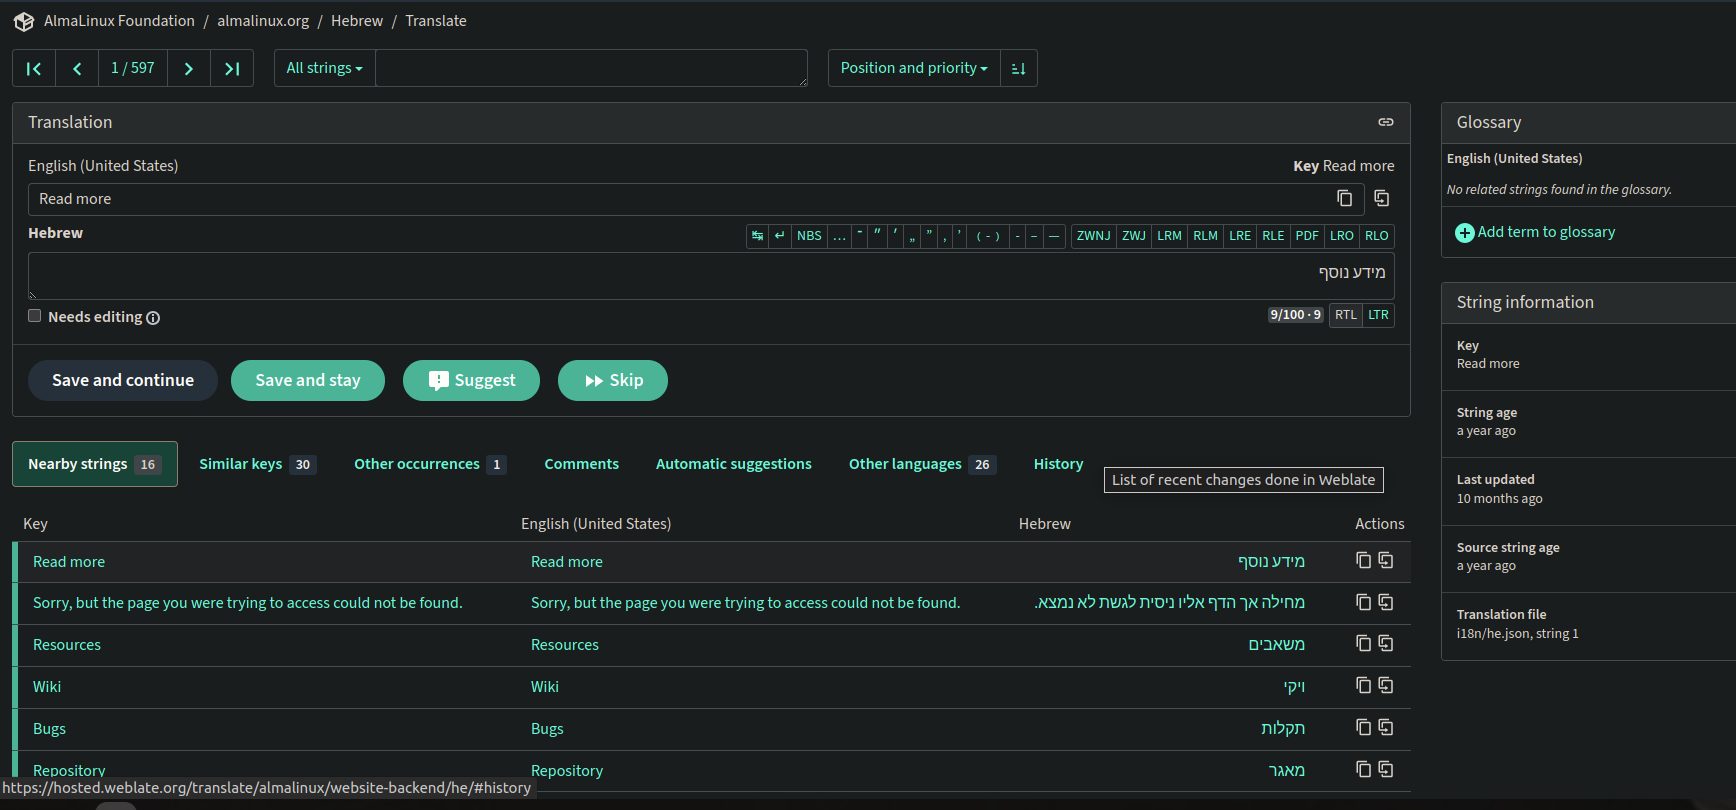 AlmaLinux Foundation / almalinux.org / Hebrew / Translate
1 / 597
All strings
Position and priority
Translation
English (United States)
Key Read more
Read more
Hebrew
NBS … ־ ״ ׳ „ ” ‚ ’ ( - ) - – — ZWNJ ZWJ LRM RLM LRE RLE PDF LRO RLO
מידע נוסף
Needs editing
9/100 · 9
RTL LTR
Save and continue
Save and stay
Suggest
Skip
Nearby strings 16
Similar keys 30
Other occurrences 1
Comments
Automatic suggestions
Other languages 26
History
List of recent changes done in Weblate
Key English (United States) Hebrew Actions
Read more Read more מידע נוסף
Sorry, but the page you were trying to access could not be found. Sorry, but the page you were trying to access could not be found. מחילה אך הדף אליו ניסית לגשת לא נמצא.
Resources Resources משאבים
Wiki Wiki ויקי
Bugs Bugs תקלות
Repository Repository מאגר
https://hosted.weblate.org/translate/almalinux/website-backend/he/#history
Glossary
English (United States)
No related strings found in the glossary.
Add term to glossary
String information
Key
Read more
String age
a year ago
Last updated
10 months ago
Source string age
a year ago
Translation file
i18n/he.json, string 1